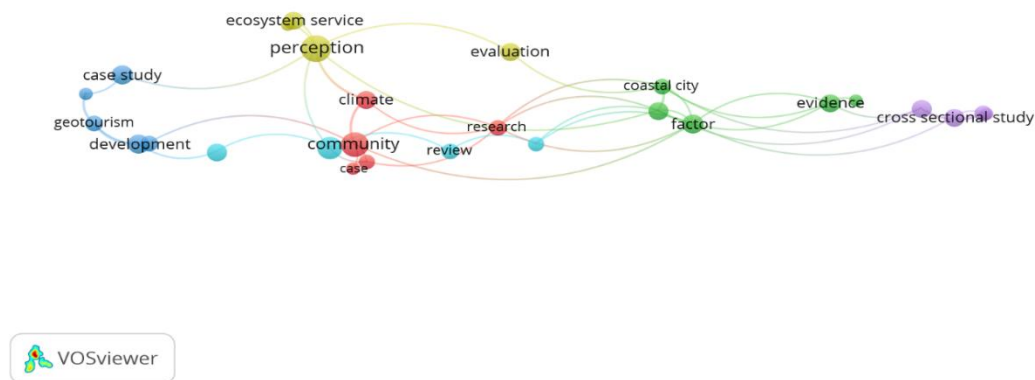 ecosystem service
perception
evaluation
case study
coastal city
climate
evidence
geotourism
research
factor
cross sectional study
development
community
review
case
VOSviewer